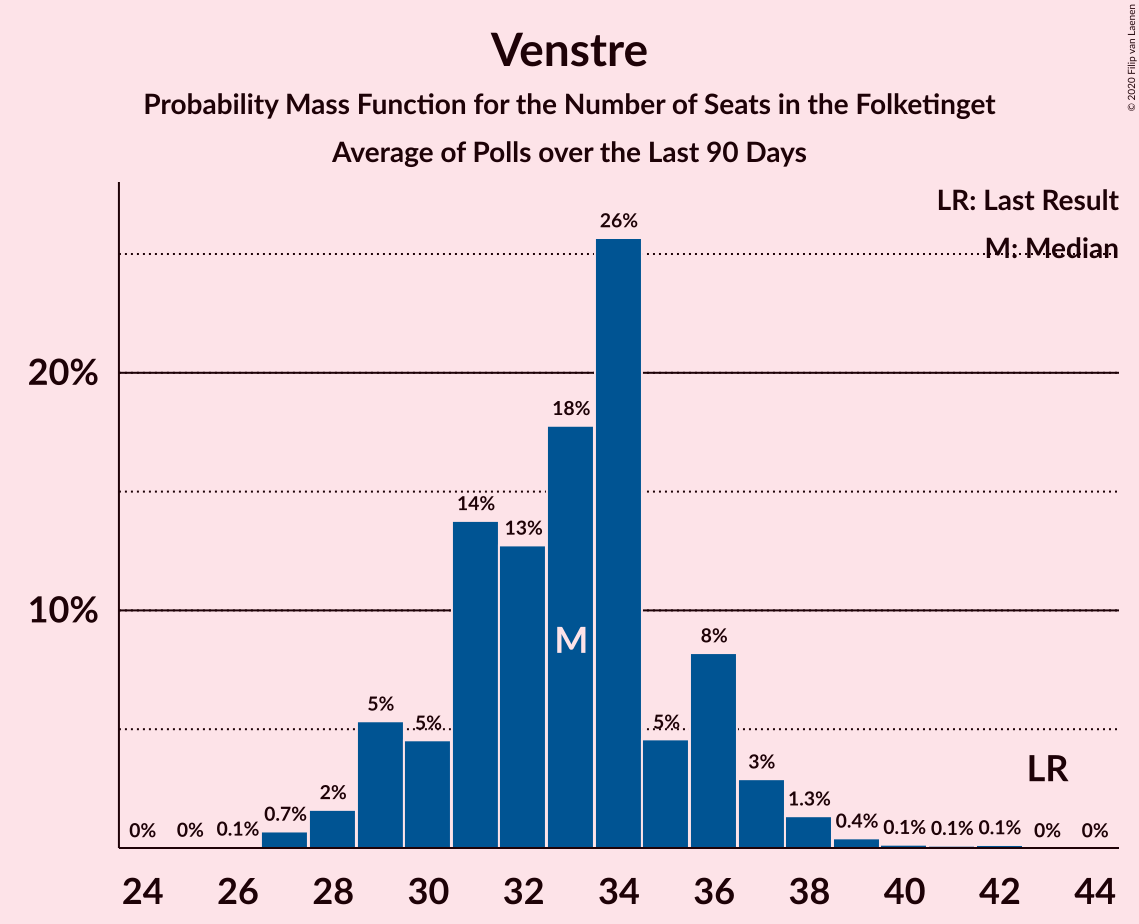 Venstre
Probability Mass Function for the Number of Seats in the Folketinget
Average of Polls over the Last 90 Days
© 2020 Filip van Laenen
LR: Last Result
M: Median
20%
10%
0% 0% 0.1% 0.7% 2% 5% 5% 14% 13% 18% 26% 5% 8% 3% 1.3% 0.4% 0.1% 0.1% 0.1% 0% 0%
M
LR
24 26 28 30 32 34 36 38 40 42 44